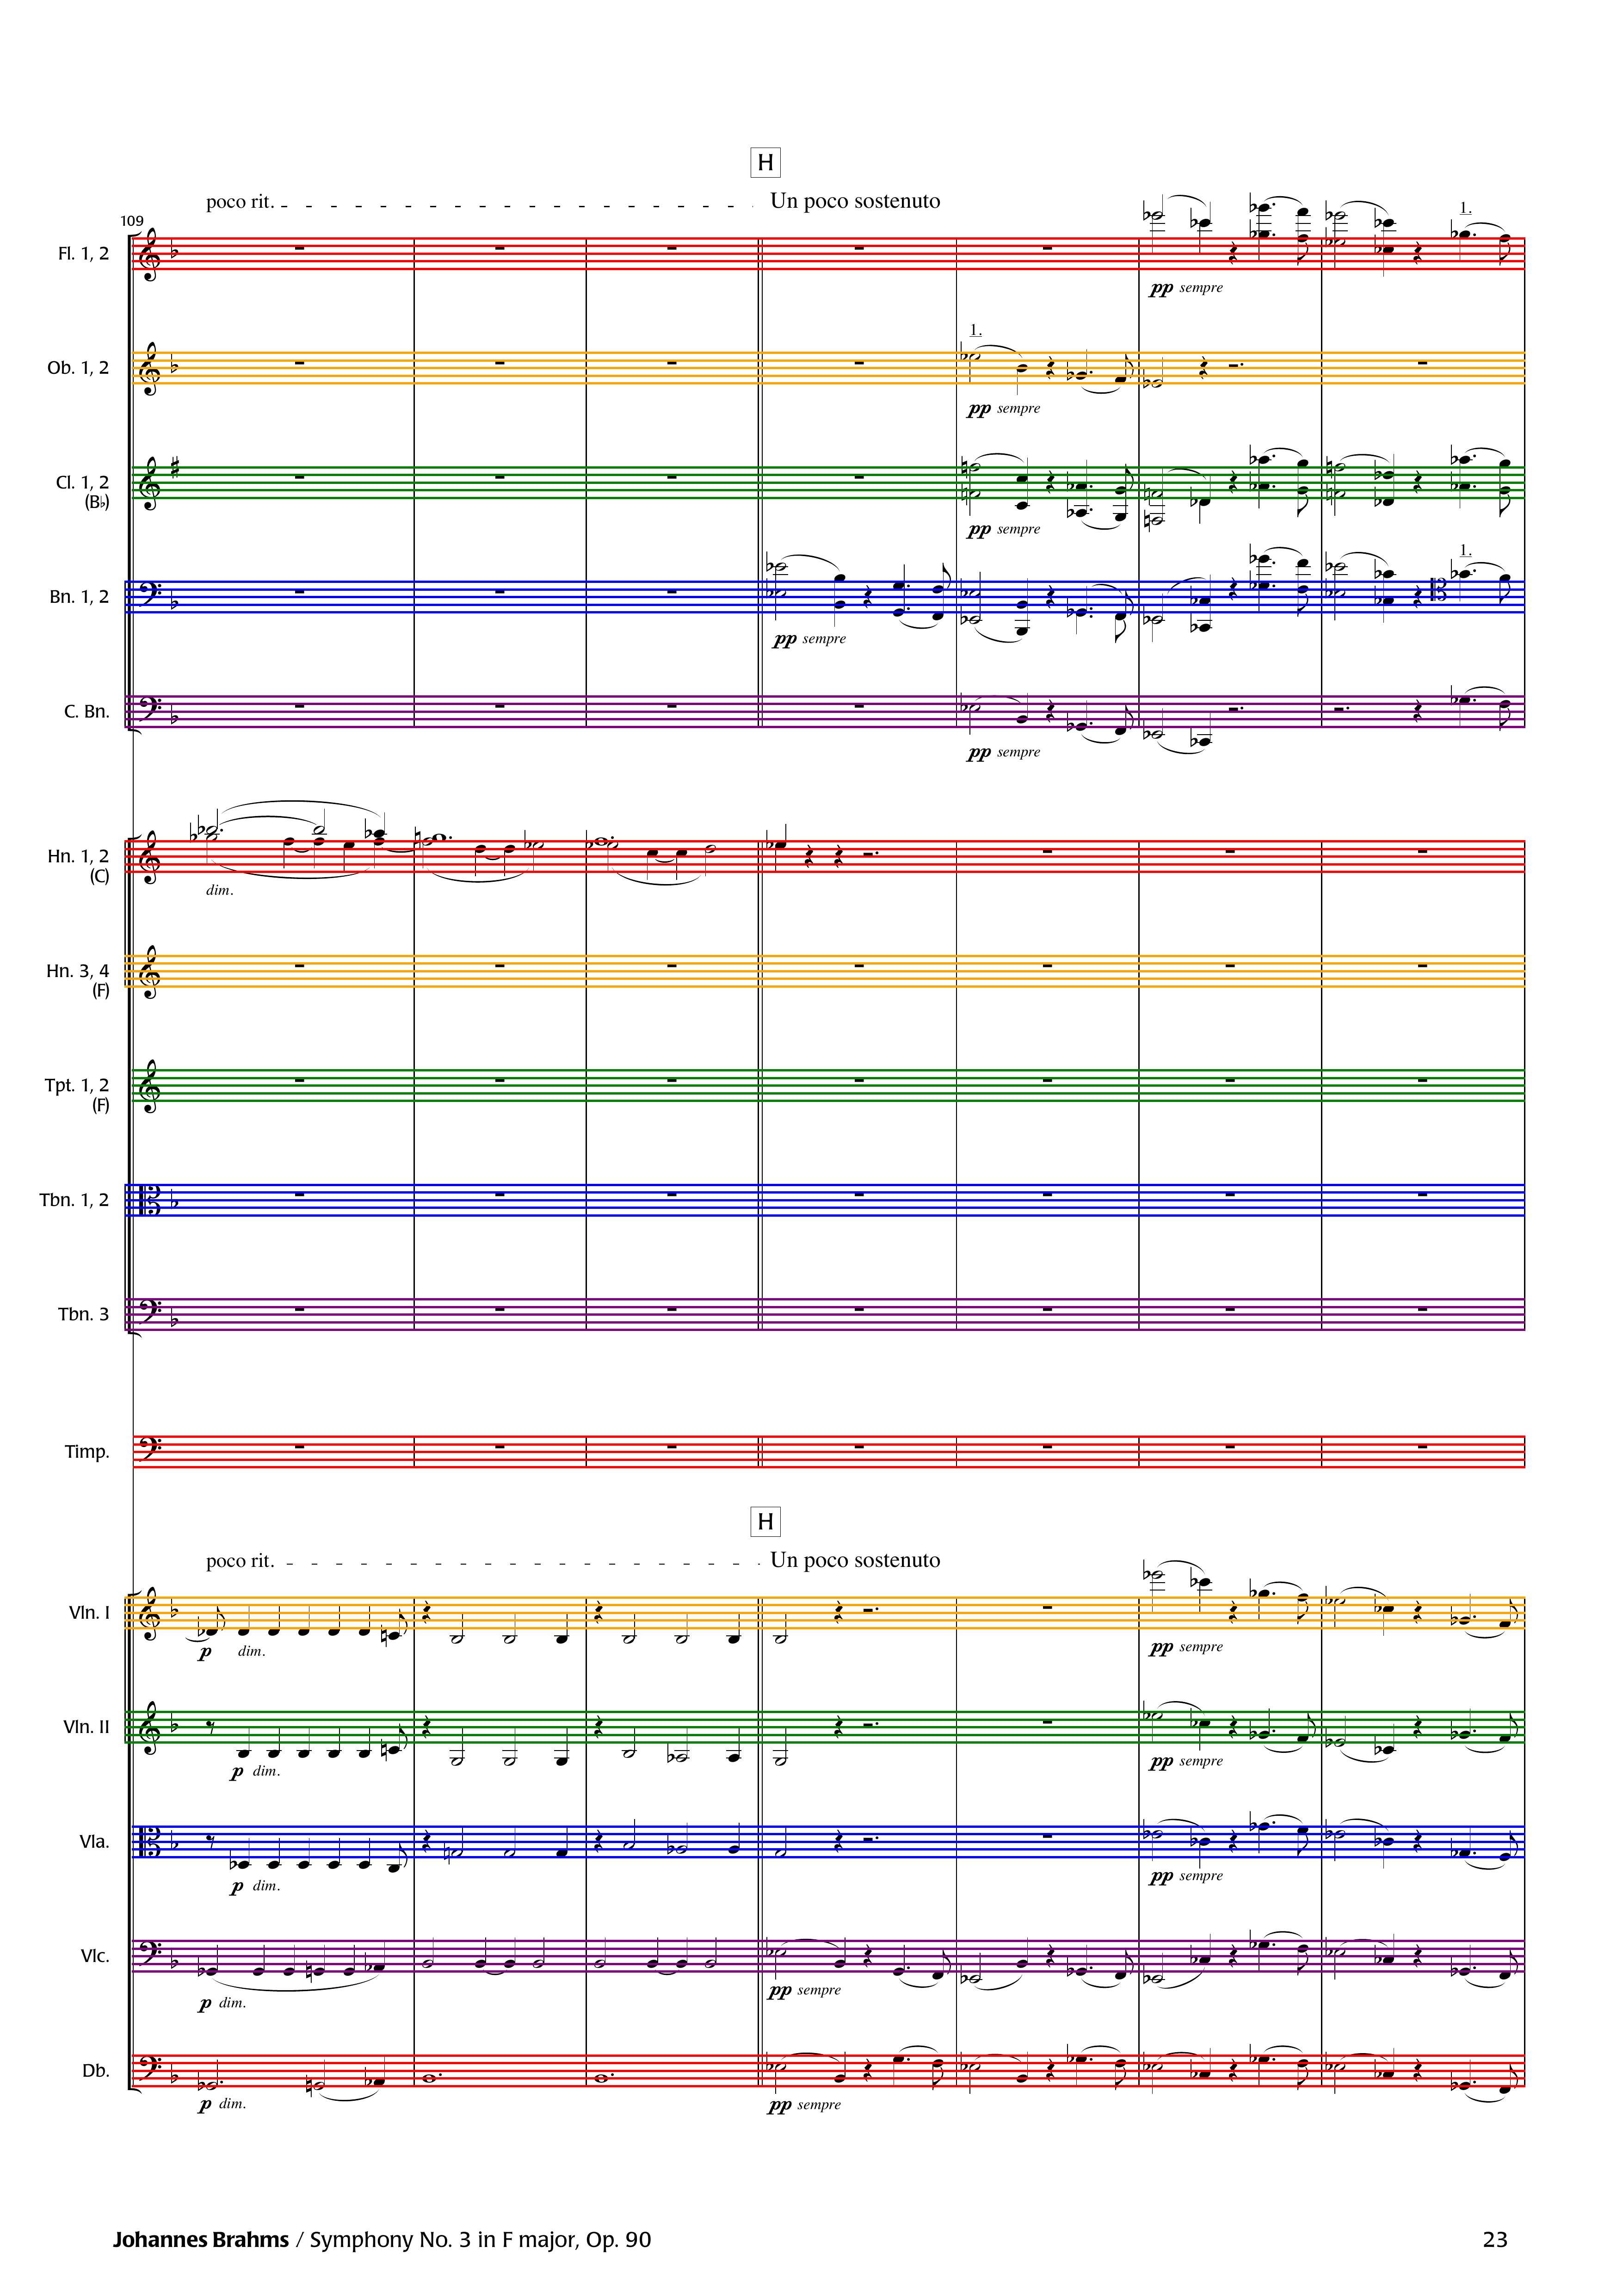 H
poco rit. Un poco sostenuto
109
1.
Fl. 1, 2
pp sempre
1.
Ob. 1, 2
pp sempre
Cl. 1, 2
(B♭)
pp sempre
1.
Bn. 1, 2
pp sempre
C. Bn.
pp sempre
Hn. 1, 2
(C)
dim.
Hn. 3, 4
(F)
Tpt. 1, 2
(F)
Tbn. 1, 2
Tbn. 3
Timp.
H
poco rit. Un poco sostenuto
Vln. I
p dim. pp sempre
Vln. II
p dim. pp sempre
Vla.
p dim. pp sempre
Vlc.
p dim. pp sempre
Db.
p dim. pp sempre
Johannes Brahms / Symphony No. 3 in F major, Op. 90 23